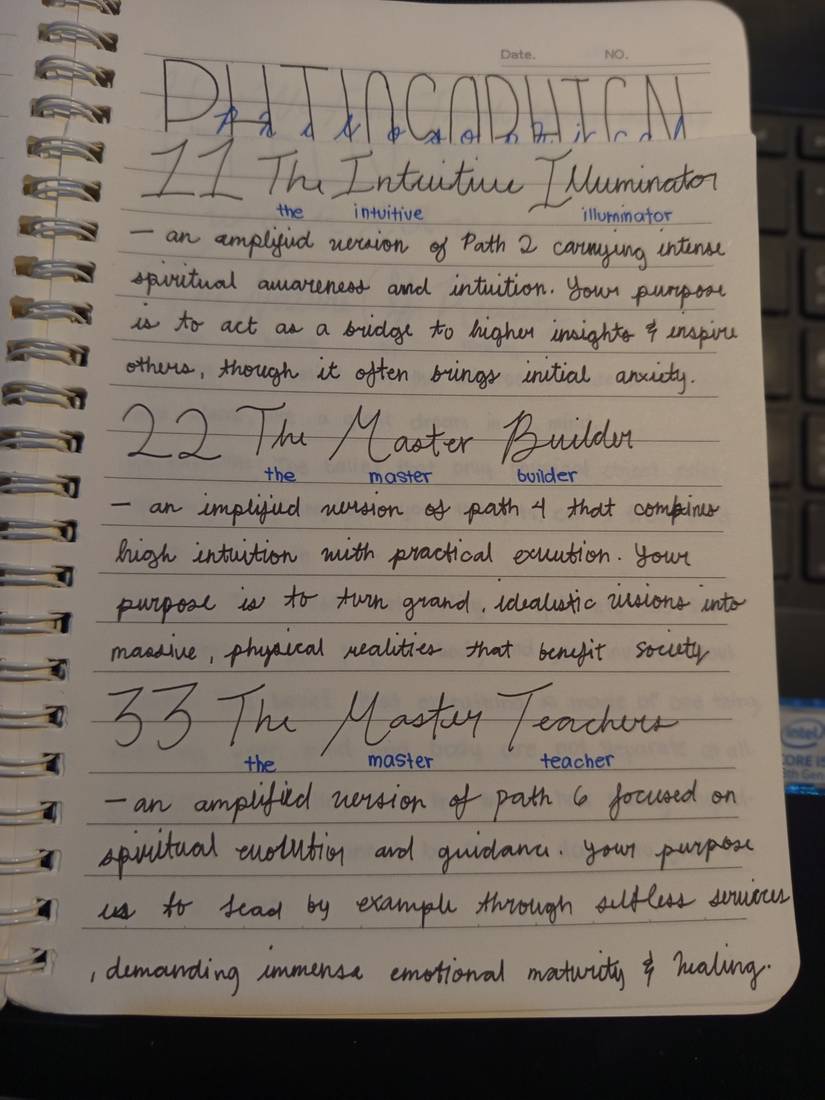 Date. NO.
11 The Intuitive Illuminator
the intuitive illuminator
– an amplified version of Path 2 carrying intense
spiritual awareness and intuition. Your purpose
is to act as a bridge to higher insights & inspire
others, though it often brings initial anxiety.
22 The Master Builder
the master builder
– an implified version of path 4 that combines
high intuition with practical execution. Your
purpose is to turn grand, idealistic visions into
massive, physical realities that benefit society
33 The Master Teachers
the master teacher
– an amplified version of path 6 focused on
spiritual evolution and guidance. Your purpose
is to lead by example through selfless services
, demanding immense emotional maturity & healing.
intel
CORE i5
8th Gen